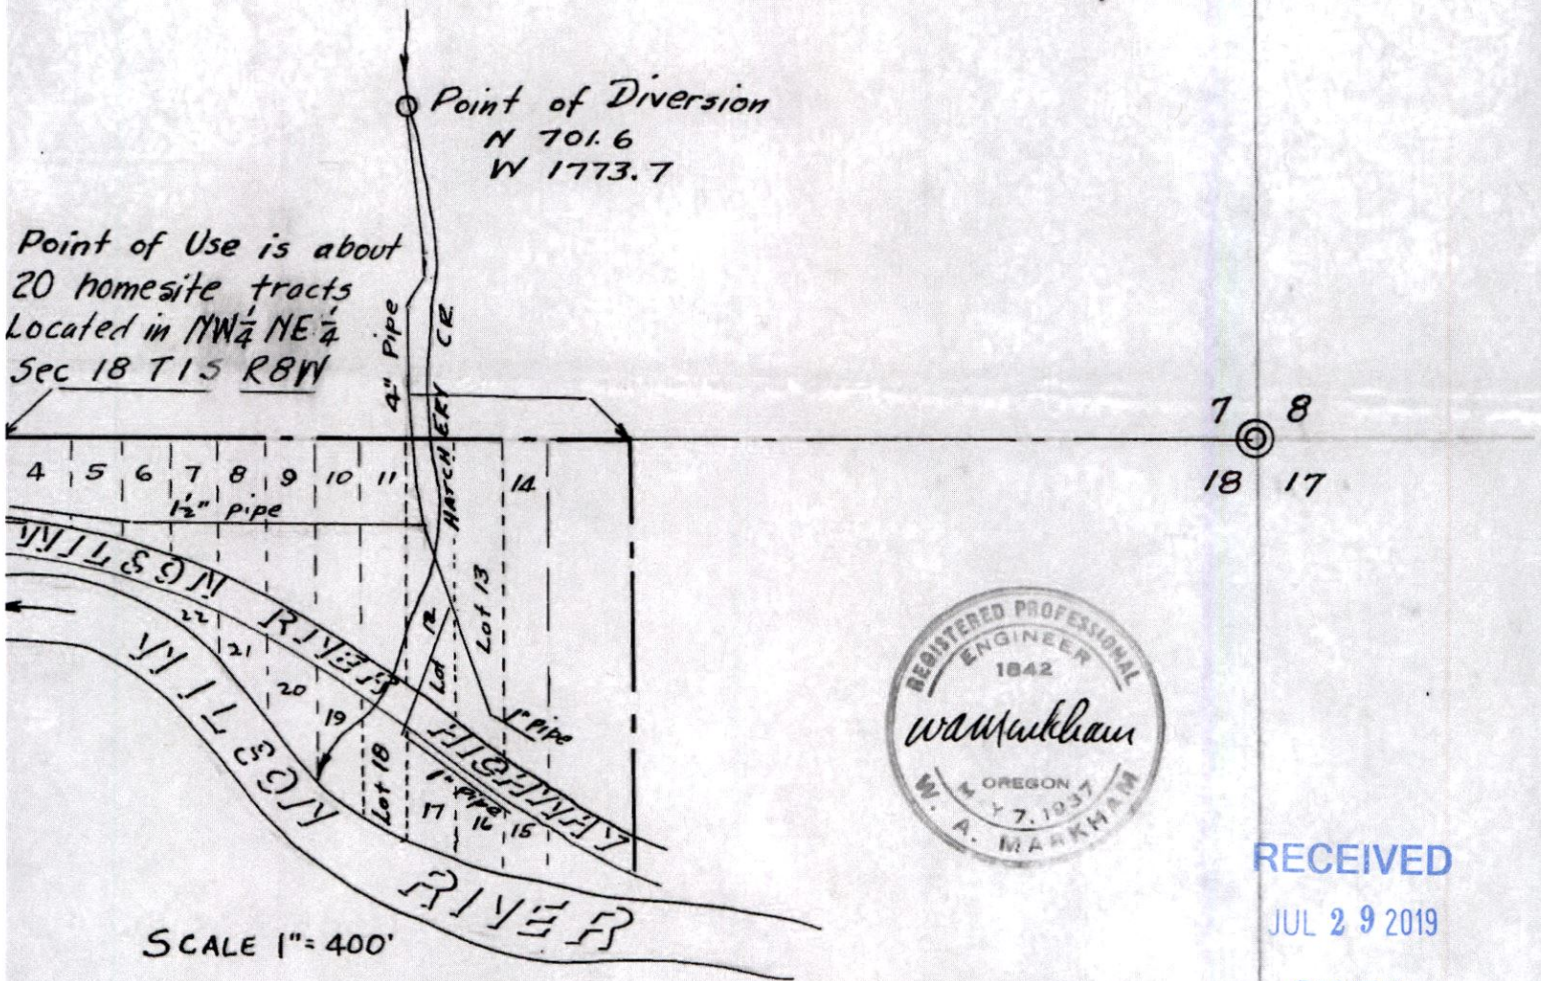 Point of Diversion
N 701.6
W 1773.7
Point of Use is about
20 homesite tracts
Located in NW¼ NE¼
Sec 18 T1S R8W
4" Pipe
HATCHERY CR.
7 8
18 17
4 5 6 7 8 9 10 11 14
1½" pipe
WILSON RIVER HIGHWAY
Lot 12
Lot 13
22
21
20
19
Lot 18
17
16
15
1" Pipe
1" Pipe
WILSON RIVER
SCALE 1"=400'
REGISTERED PROFESSIONAL
ENGINEER
1842
W A Markham
OREGON
MAY 7, 1937
W. A. MARKHAM
RECEIVED
JUL 29 2019